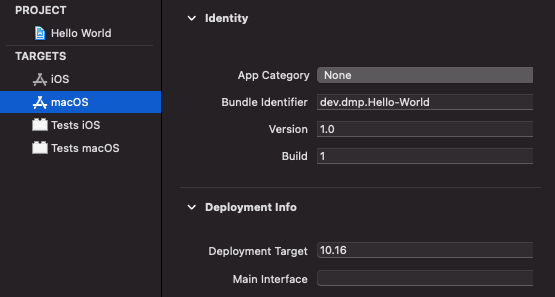 PROJECT
Hello World
TARGETS
iOS
macOS
Tests iOS
Tests macOS
Identity
App Category None
Bundle Identifier dev.dmp.Hello-World
Version 1.0
Build 1
Deployment Info
Deployment Target 10.16
Main Interface